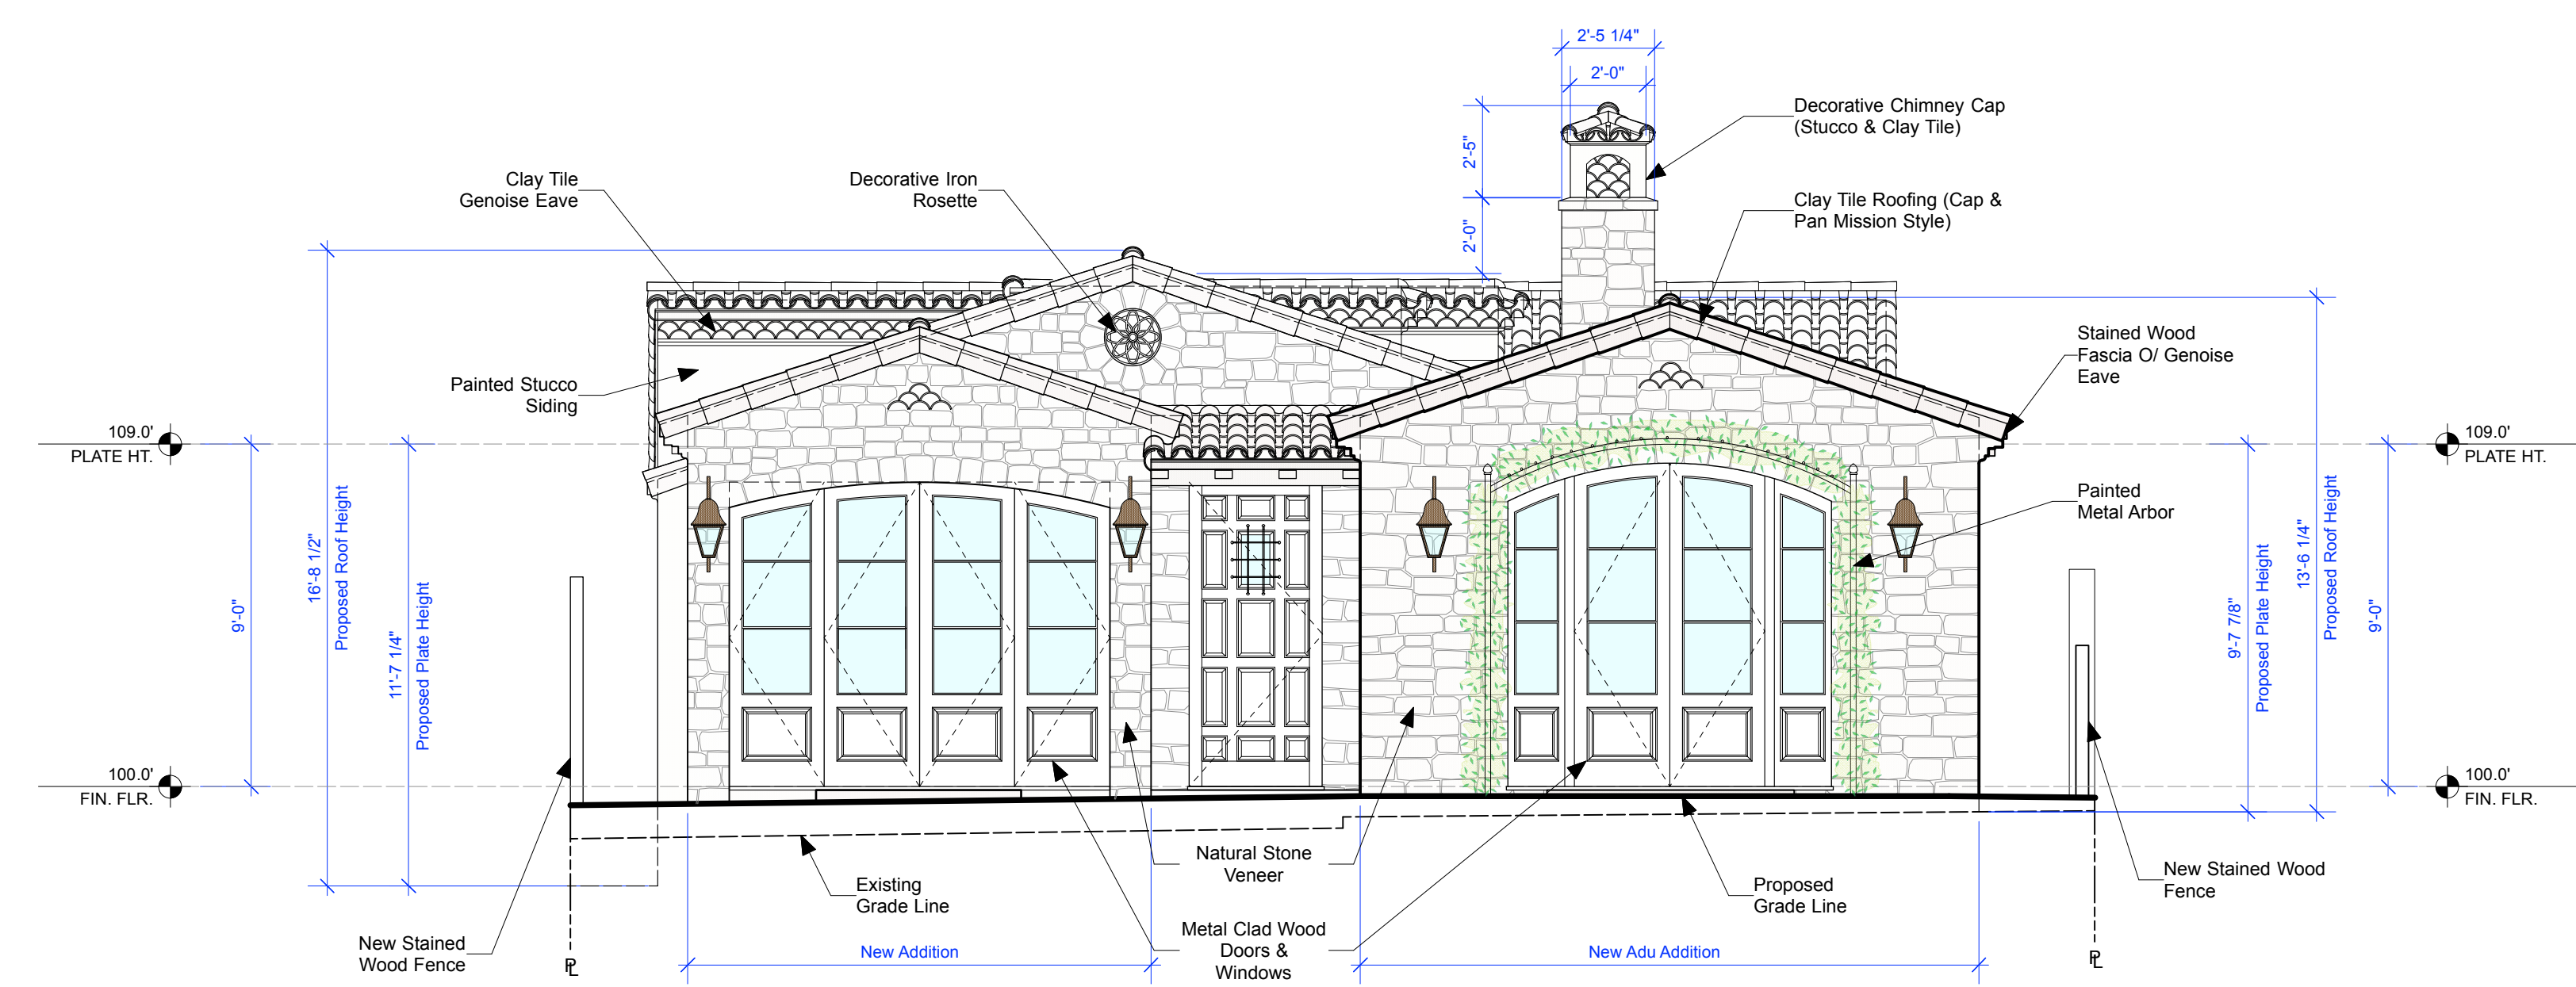 2'-5 1/4"
2'-0"
2'-5"
2'-0"
Decorative Chimney Cap
(Stucco & Clay Tile)
Clay Tile
Genoise Eave
Decorative Iron
Rosette
Clay Tile Roofing (Cap &
Pan Mission Style)
Stained Wood
Fascia O/ Genoise
Eave
Painted Stucco
Siding
109.0'
PLATE HT.
109.0'
PLATE HT.
Painted
Metal Arbor
9'-0"
16'-8 1/2"
Proposed Roof Height
11'-7 1/4"
Proposed Plate Height
9'-7 7/8"
Proposed Plate Height
13'-6 1/4"
Proposed Roof Height
9'-0"
100.0'
FIN. FLR.
100.0'
FIN. FLR.
Natural Stone
Veneer
Existing
Grade Line
Proposed
Grade Line
New Stained Wood
Fence
New Stained
Wood Fence
Metal Clad Wood
Doors &
Windows
New Addition
New Adu Addition
PL
PL